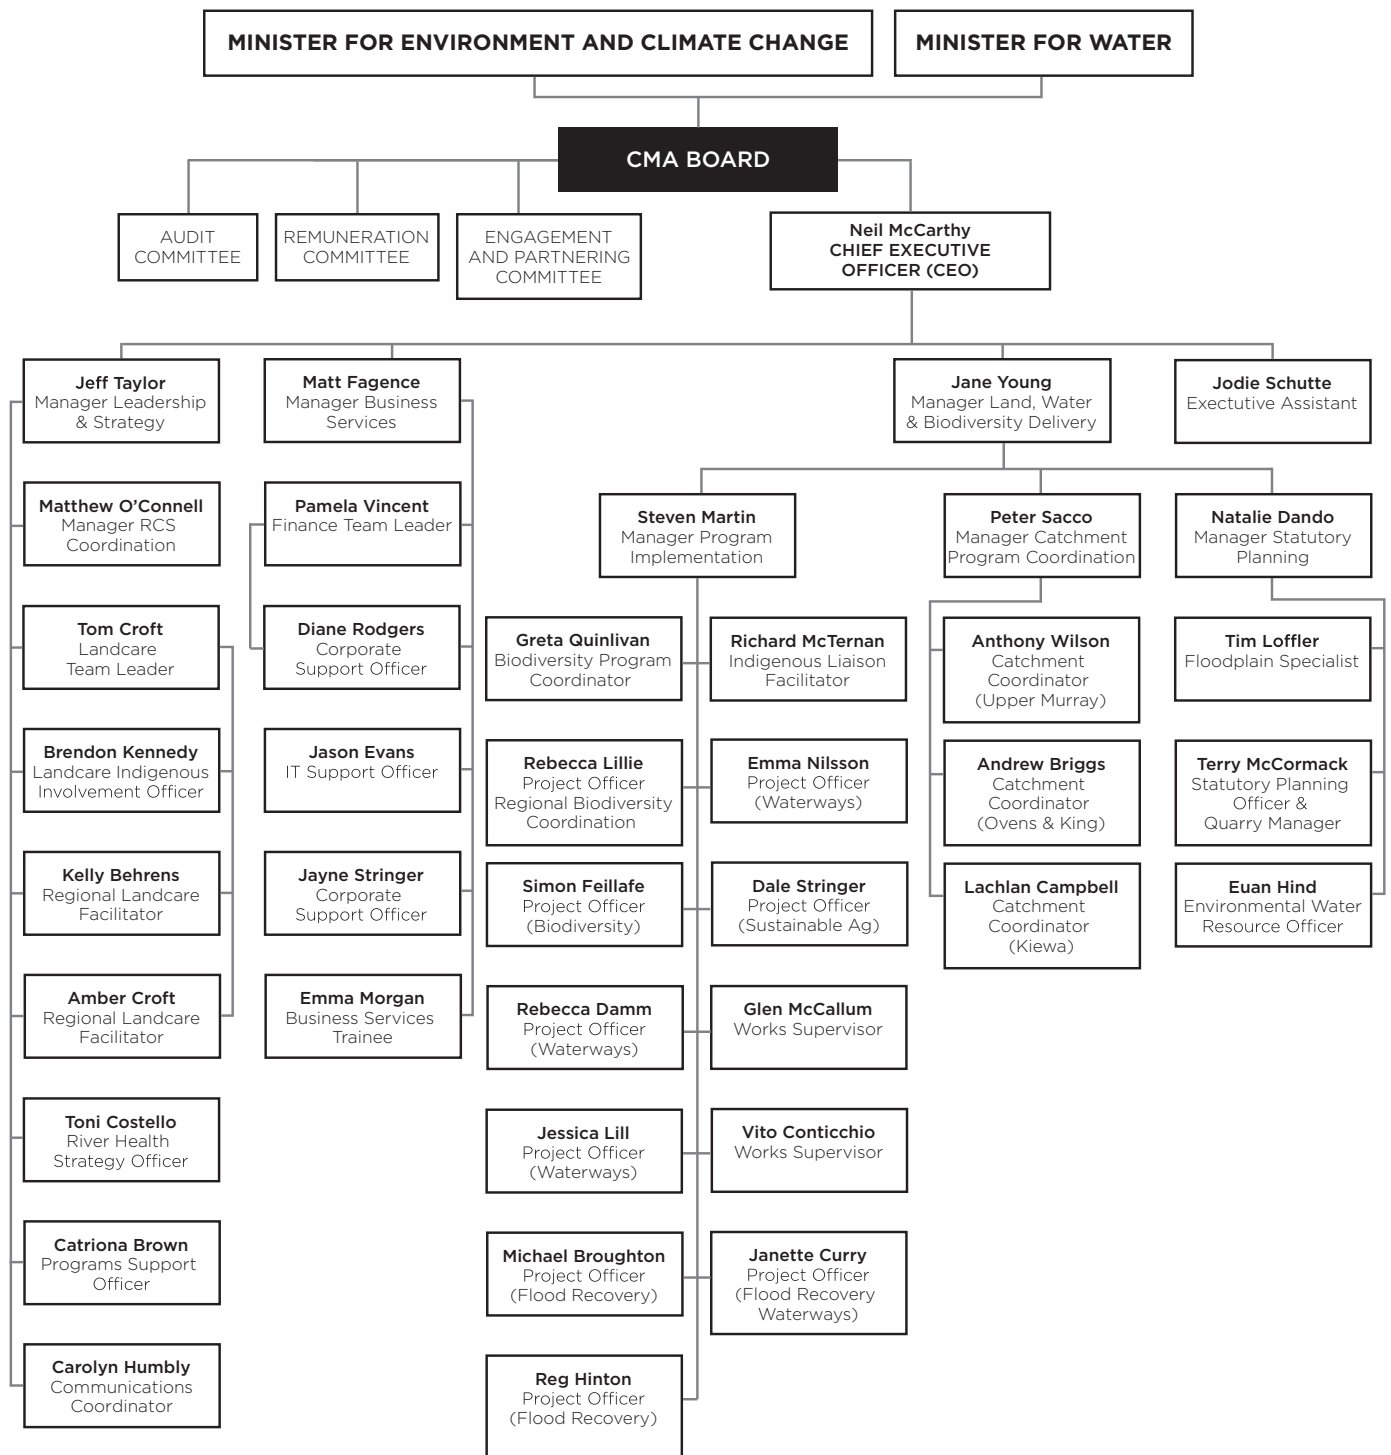 MINISTER FOR ENVIRONMENT AND CLIMATE CHANGE
MINISTER FOR WATER
CMA BOARD
AUDIT
COMMITTEE
REMUNERATION
COMMITTEE
ENGAGEMENT
AND PARTNERING
COMMITTEE
Neil McCarthy
CHIEF EXECUTIVE
OFFICER (CEO)
Jeff Taylor
Manager Leadership
& Strategy
Matt Fagence
Manager Business
Services
Jane Young
Manager Land, Water
& Biodiversity Delivery
Jodie Schutte
Exectutive Assistant
Matthew O’Connell
Manager RCS
Coordination
Tom Croft
Landcare
Team Leader
Brendon Kennedy
Landcare Indigenous
Involvement Officer
Kelly Behrens
Regional Landcare
Facilitator
Amber Croft
Regional Landcare
Facilitator
Toni Costello
River Health
Strategy Officer
Catriona Brown
Programs Support
Officer
Carolyn Humbly
Communications
Coordinator
Pamela Vincent
Finance Team Leader
Diane Rodgers
Corporate
Support Officer
Jason Evans
IT Support Officer
Jayne Stringer
Corporate
Support Officer
Emma Morgan
Business Services
Trainee
Steven Martin
Manager Program
Implementation
Greta Quinlivan
Biodiversity Program
Coordinator
Richard McTernan
Indigenous Liaison
Facilitator
Rebecca Lillie
Project Officer
Regional Biodiversity
Coordination
Emma Nilsson
Project Officer
(Waterways)
Simon Feillafe
Project Officer
(Biodiversity)
Dale Stringer
Project Officer
(Sustainable Ag)
Rebecca Damm
Project Officer
(Waterways)
Glen McCallum
Works Supervisor
Jessica Lill
Project Officer
(Waterways)
Vito Conticchio
Works Supervisor
Michael Broughton
Project Officer
(Flood Recovery)
Janette Curry
Project Officer
(Flood Recovery
Waterways)
Reg Hinton
Project Officer
(Flood Recovery)
Peter Sacco
Manager Catchment
Program Coordination
Anthony Wilson
Catchment
Coordinator
(Upper Murray)
Andrew Briggs
Catchment
Coordinator
(Ovens & King)
Lachlan Campbell
Catchment
Coordinator
(Kiewa)
Natalie Dando
Manager Statutory
Planning
Tim Loffler
Floodplain Specialist
Terry McCormack
Statutory Planning
Officer &
Quarry Manager
Euan Hind
Environmental Water
Resource Officer